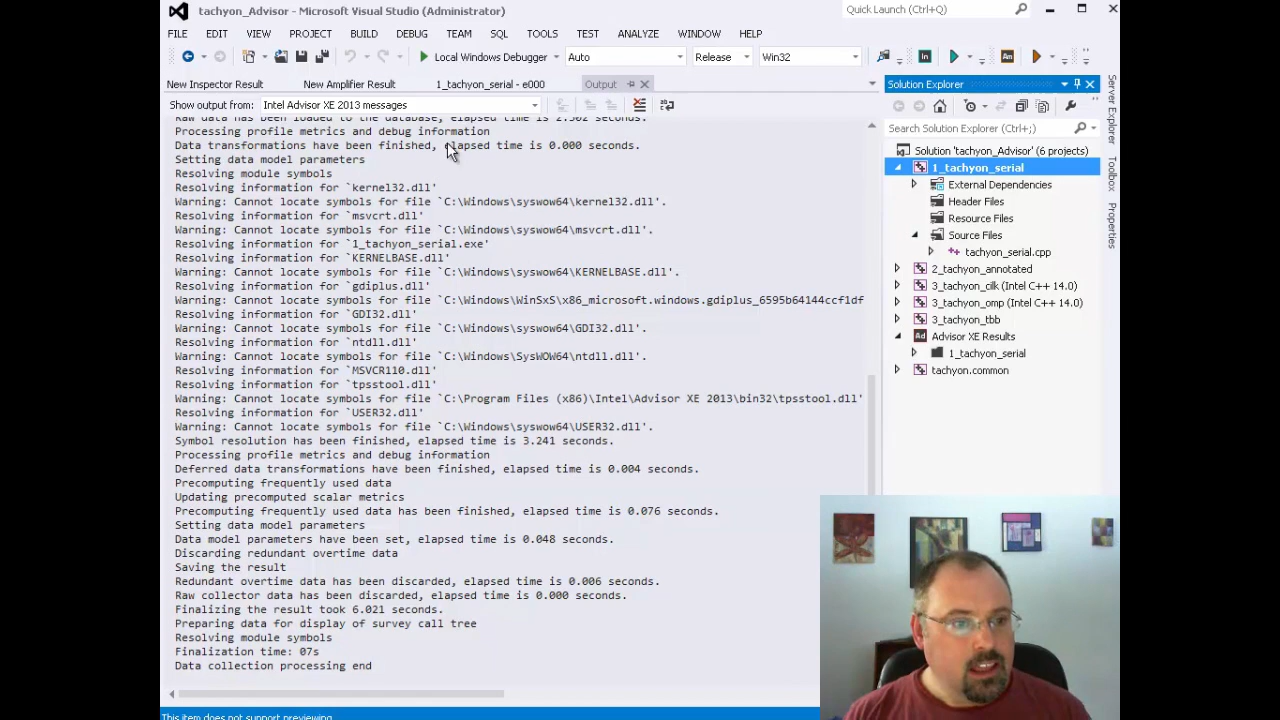 tachyon_Advisor - Microsoft Visual Studio (Administrator)
Quick Launch (Ctrl+Q)
FILE EDIT VIEW PROJECT BUILD DEBUG TEAM SQL TOOLS TEST ANALYZE WINDOW HELP
Local Windows Debugger Auto Release Win32
New Inspector Result New Amplifier Result 1_tachyon_serial - e000 Output
Show output from: Intel Advisor XE 2013 messages
Raw data has been loaded to the database, elapsed time is 2.502 seconds.
Processing profile metrics and debug information
Data transformations have been finished, elapsed time is 0.000 seconds.
Setting data model parameters
Resolving module symbols
Resolving information for `kernel32.dll'
Warning: Cannot locate symbols for file `C:\Windows\syswow64\kernel32.dll'.
Resolving information for `msvcrt.dll'
Warning: Cannot locate symbols for file `C:\Windows\syswow64\msvcrt.dll'.
Resolving information for `1_tachyon_serial.exe'
Resolving information for `KERNELBASE.dll'
Warning: Cannot locate symbols for file `C:\Windows\syswow64\KERNELBASE.dll'.
Resolving information for `gdiplus.dll'
Warning: Cannot locate symbols for file `C:\Windows\WinSxS\x86_microsoft.windows.gdiplus_6595b64144ccf1df
Resolving information for `GDI32.dll'
Warning: Cannot locate symbols for file `C:\Windows\syswow64\GDI32.dll'.
Resolving information for `ntdll.dll'
Warning: Cannot locate symbols for file `C:\Windows\SysWOW64\ntdll.dll'.
Resolving information for `MSVCR110.dll'
Resolving information for `tpsstool.dll'
Warning: Cannot locate symbols for file `C:\Program Files (x86)\Intel\Advisor XE 2013\bin32\tpsstool.dll'
Resolving information for `USER32.dll'
Warning: Cannot locate symbols for file `C:\Windows\syswow64\USER32.dll'.
Symbol resolution has been finished, elapsed time is 3.241 seconds.
Processing profile metrics and debug information
Deferred data transformations have been finished, elapsed time is 0.004 seconds.
Precomputing frequently used data
Updating precomputed scalar metrics
Precomputing frequently used data has been finished, elapsed time is 0.076 seconds.
Setting data model parameters
Data model parameters have been set, elapsed time is 0.048 seconds.
Discarding redundant overtime data
Saving the result
Redundant overtime data has been discarded, elapsed time is 0.006 seconds.
Raw collector data has been discarded, elapsed time is 0.000 seconds.
Finalizing the result took 6.021 seconds.
Preparing data for display of survey call tree
Resolving module symbols
Finalization time: 07s
Data collection processing end
This item does not support previewing
Solution Explorer
Search Solution Explorer (Ctrl+;)
Solution 'tachyon_Advisor' (6 projects)
1_tachyon_serial
External Dependencies
Header Files
Resource Files
Source Files
tachyon_serial.cpp
2_tachyon_annotated
3_tachyon_cilk (Intel C++ 14.0)
3_tachyon_omp (Intel C++ 14.0)
3_tachyon_tbb
Advisor XE Results
1_tachyon_serial
tachyon.common
Server Explorer
Toolbox
Properties